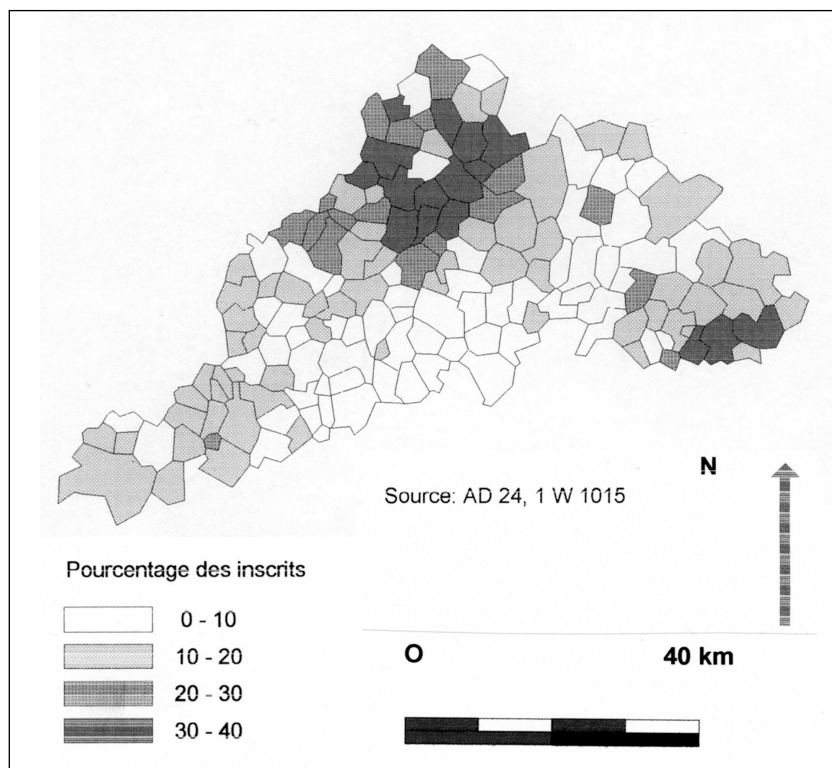 N
Source: AD 24, 1 W 1015
Pourcentage des inscrits
0 - 10
10 - 20
20 - 30
30 - 40
O 40 km